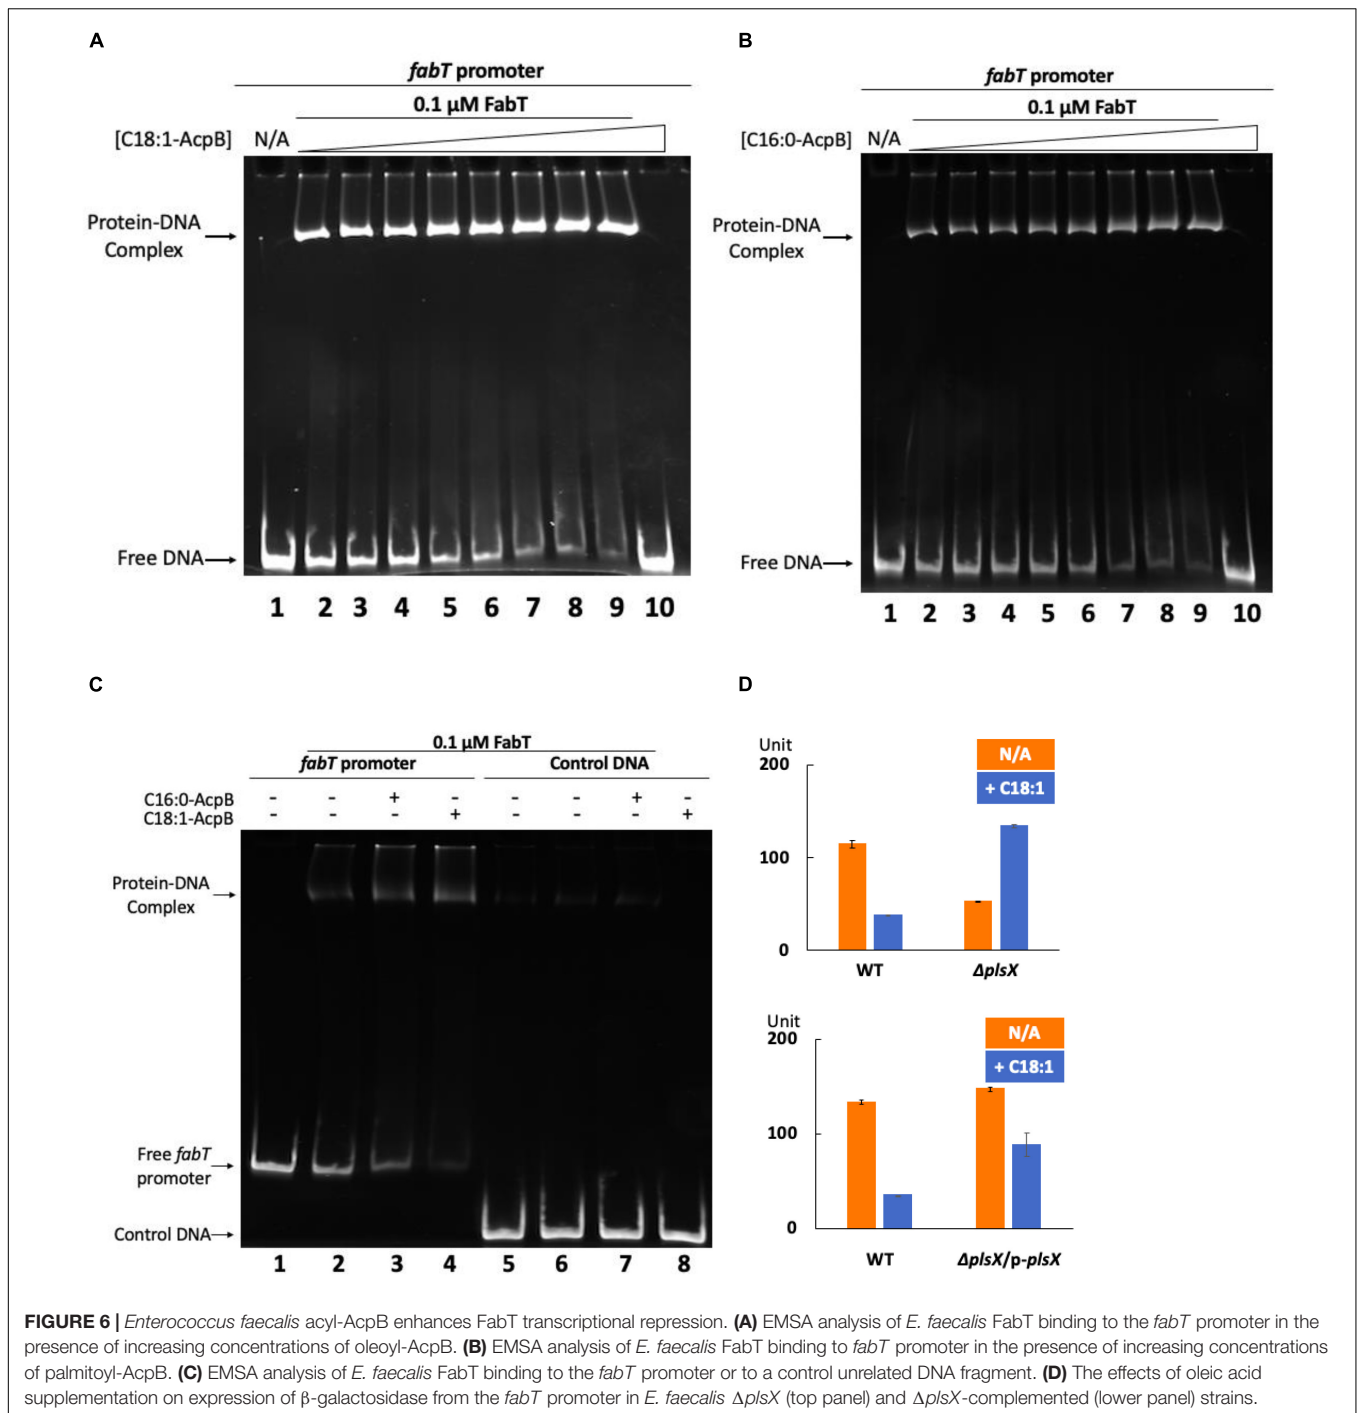 A
fabT promoter
0.1 µM FabT
[C18:1-AcpB] N/A
Protein-DNA
Complex
Free DNA
1 2 3 4 5 6 7 8 9 10
B
fabT promoter
0.1 µM FabT
[C16:0-AcpB] N/A
Protein-DNA
Complex
Free DNA
1 2 3 4 5 6 7 8 9 10
C
0.1 µM FabT
fabT promoter Control DNA
C16:0-AcpB - - + - - - + -
C18:1-AcpB - - - + - - - +
Protein-DNA
Complex
Free fabT
promoter
Control DNA
1 2 3 4 5 6 7 8
D
Unit
200
100
0
N/A
+ C18:1
WT ΔplsX
Unit
200
100
0
N/A
+ C18:1
WT ΔplsX/p-plsX
FIGURE 6 | Enterococcus faecalis acyl-AcpB enhances FabT transcriptional repression. (A) EMSA analysis of E. faecalis FabT binding to the fabT promoter in the
presence of increasing concentrations of oleoyl-AcpB. (B) EMSA analysis of E. faecalis FabT binding to fabT promoter in the presence of increasing concentrations
of palmitoyl-AcpB. (C) EMSA analysis of E. faecalis FabT binding to the fabT promoter or to a control unrelated DNA fragment. (D) The effects of oleic acid
supplementation on expression of β-galactosidase from the fabT promoter in E. faecalis ΔplsX (top panel) and ΔplsX-complemented (lower panel) strains.